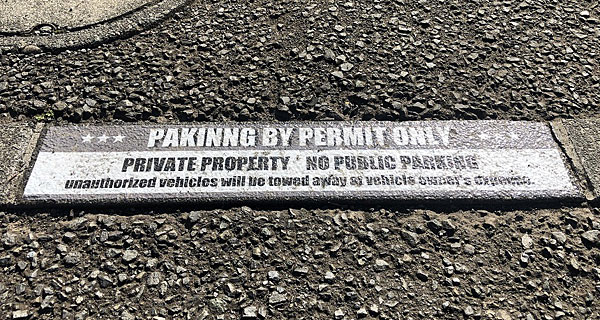 PAKINNG BY PERMIT ONLY
PRIVATE PROPERTY * NO PUBLIC PARKING
unauthorized vehicles will be towed away at vehicle owner's expense.